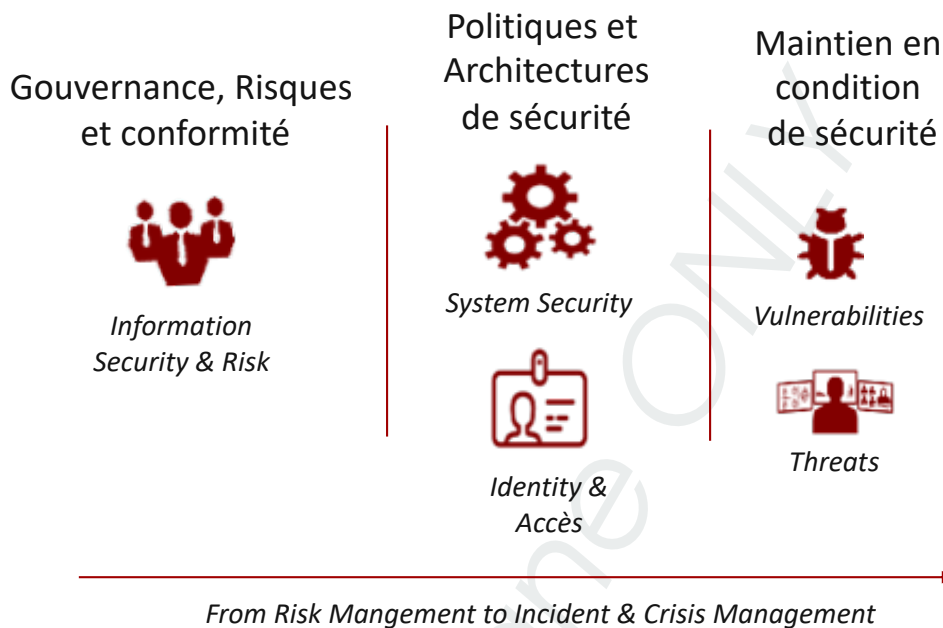 Gouvernance, Risques
et conformité
Information
Security & Risk
Politiques et
Architectures
de sécurité
System Security
Identity &
Accès
Maintien en
condition
de sécurité
Vulnerabilities
Threats
From Risk Mangement to Incident & Crisis Management
ONLY